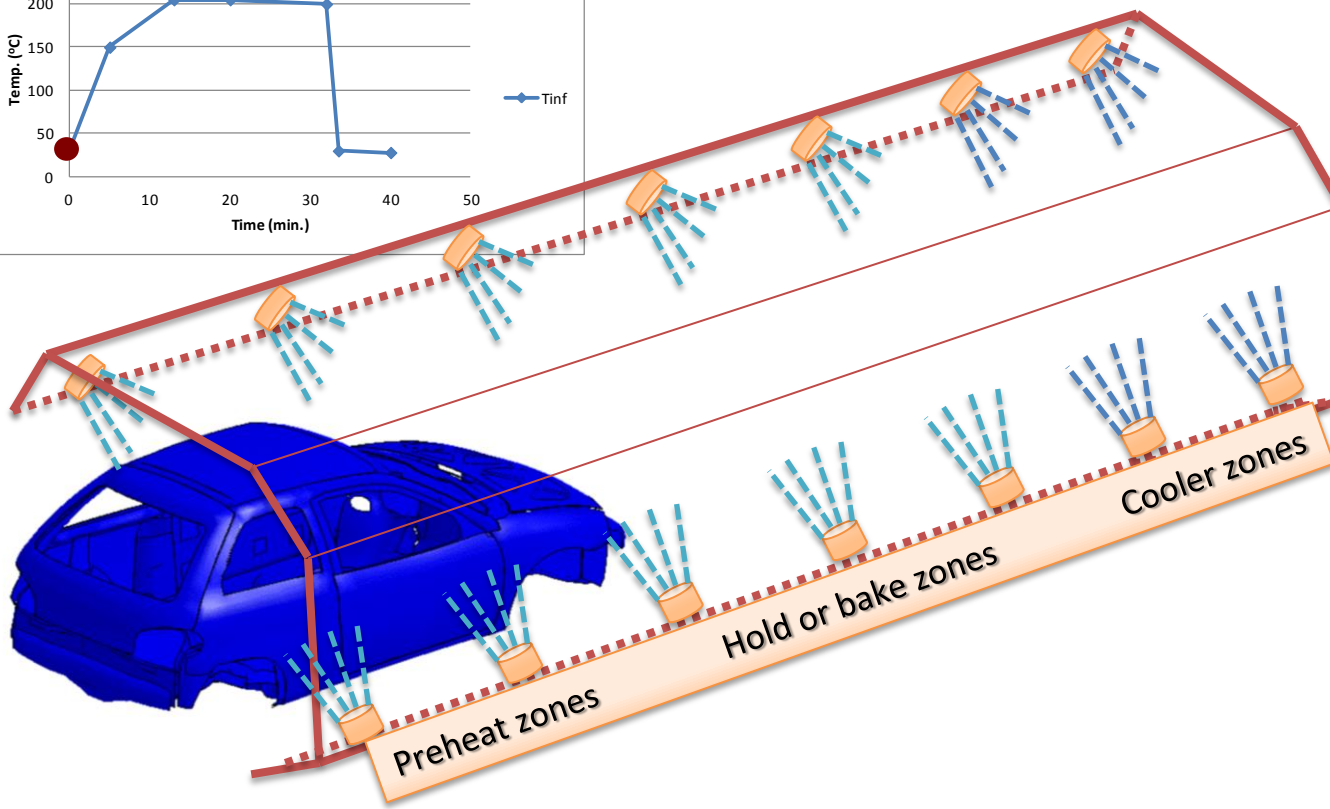 200
150
100
50
0
Temp. (°C)
0 10 20 30 40 50
Time (min.)
Tinf
Preheat zones
Hold or bake zones
Cooler zones